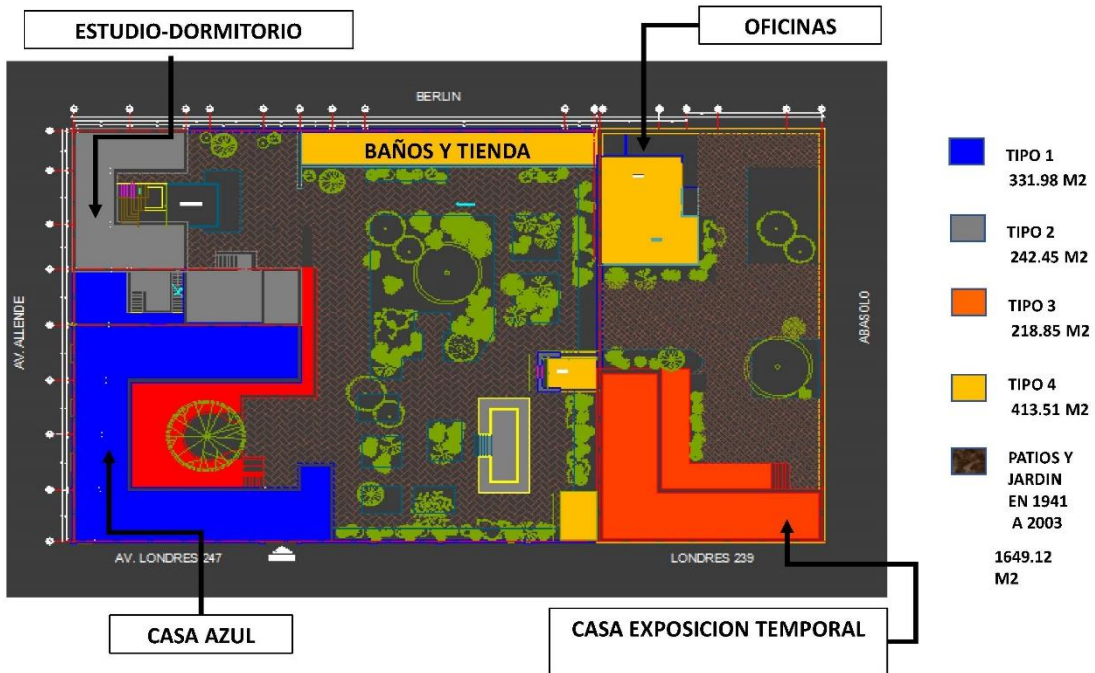 ESTUDIO-DORMITORIO
OFICINAS
BERLIN
BAÑOS Y TIENDA
AV. ALLENDE
ABASOLO
AV. LONDRES 247
LONDRES 239
CASA AZUL
CASA EXPOSICION TEMPORAL
TIPO 1
331.98 M2
TIPO 2
242.45 M2
TIPO 3
218.85 M2
TIPO 4
413.51 M2
PATIOS Y
JARDIN
EN 1941
A 2003
1649.12
M2